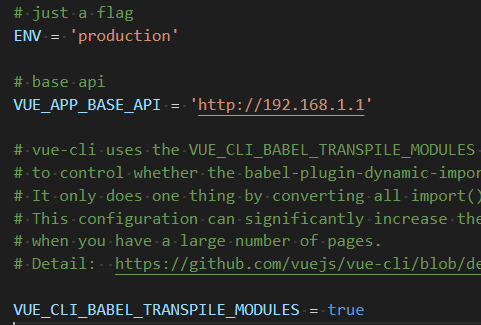 # just a flag
ENV = 'production'
# base api
VUE_APP_BASE_API = 'http://192.168.1.1'
# vue-cli uses the VUE_CLI_BABEL_TRANSPILE_MODULES
# to control whether the babel-plugin-dynamic-impor
# It only does one thing by converting all import()
# This configuration can significantly increase the
# when you have a large number of pages.
# Detail:  https://github.com/vuejs/vue-cli/blob/de
VUE_CLI_BABEL_TRANSPILE_MODULES = true